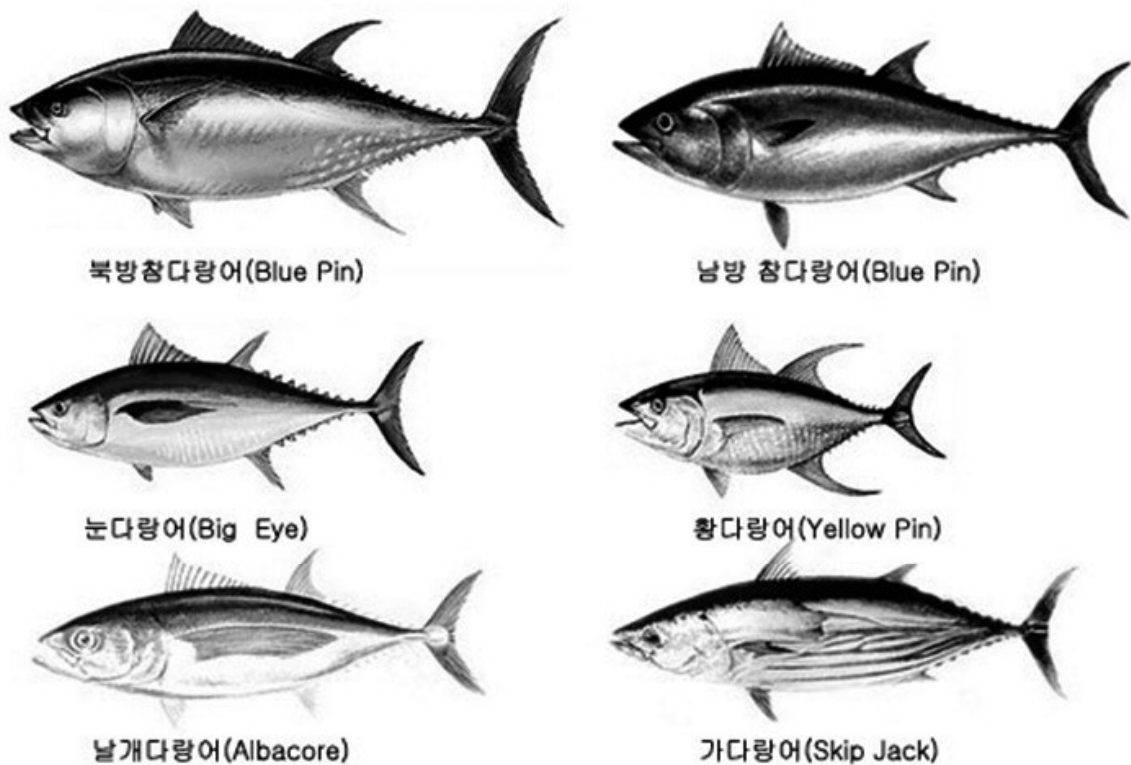 북방참다랑어(Blue Pin)
남방 참다랑어(Blue Pin)
눈다랑어(Big Eye)
황다랑어(Yellow Pin)
날개다랑어(Albacore)
가다랑어(Skip Jack)